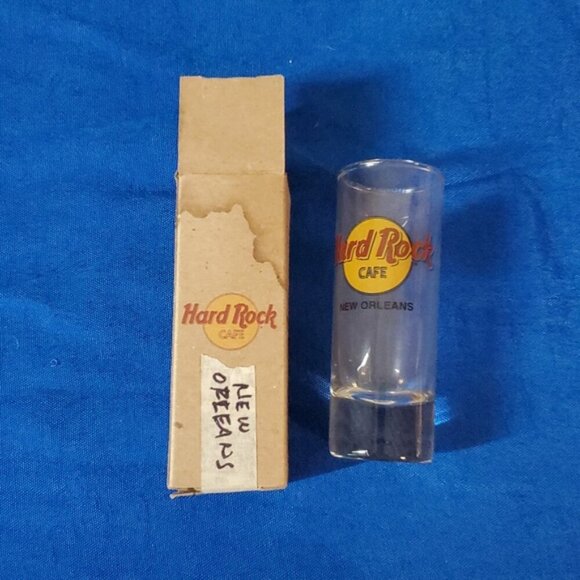 Hard Rock
CAFE
NEW
ORLEANS
Hard Rock
CAFE
NEW ORLEANS